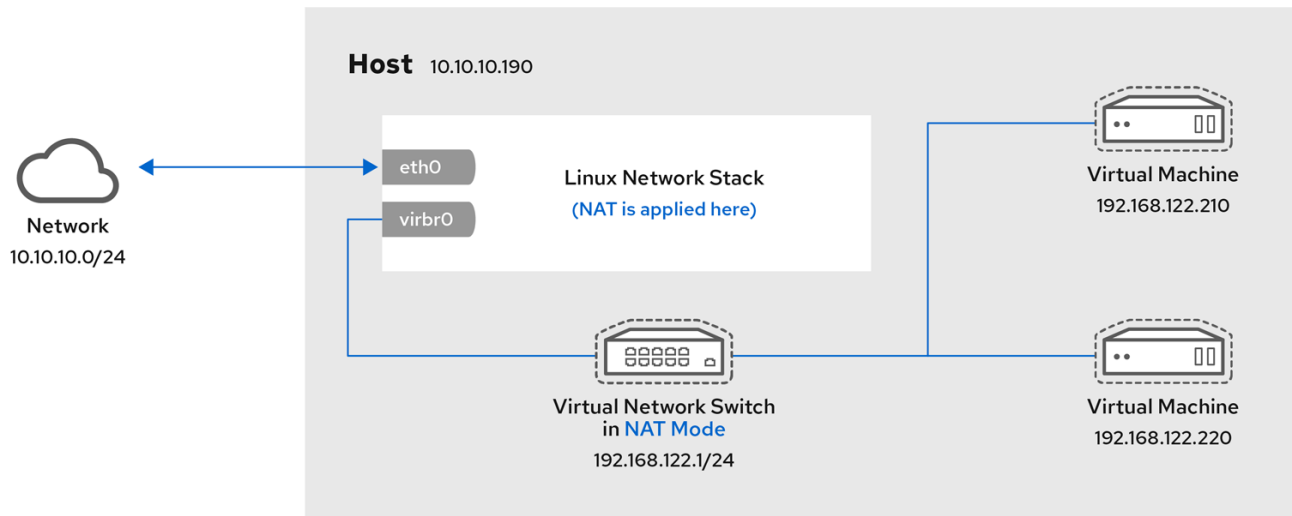 Host 10.10.10.190
eth0
Linux Network Stack
(NAT is applied here)
virbr0
Network
10.10.10.0/24
Virtual Machine
192.168.122.210
Virtual Network Switch
in NAT Mode
192.168.122.1/24
Virtual Machine
192.168.122.220